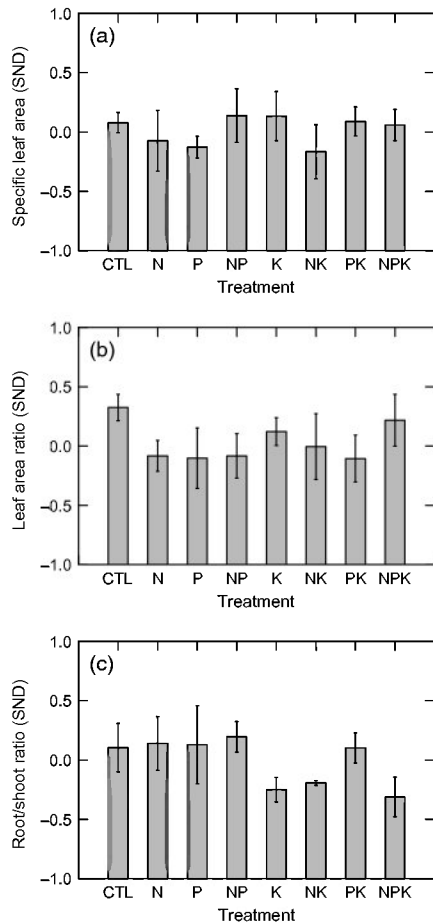 (a)
Specific leaf area (SND)
1.0
0.5
0.0
–0.5
–1.0
CTL N P NP K NK PK NPK
Treatment
(b)
Leaf area ratio (SND)
1.0
0.5
0.0
–0.5
–1.0
CTL N P NP K NK PK NPK
Treatment
(c)
Root/shoot ratio (SND)
1.0
0.5
0.0
–0.5
–1.0
CTL N P NP K NK PK NPK
Treatment